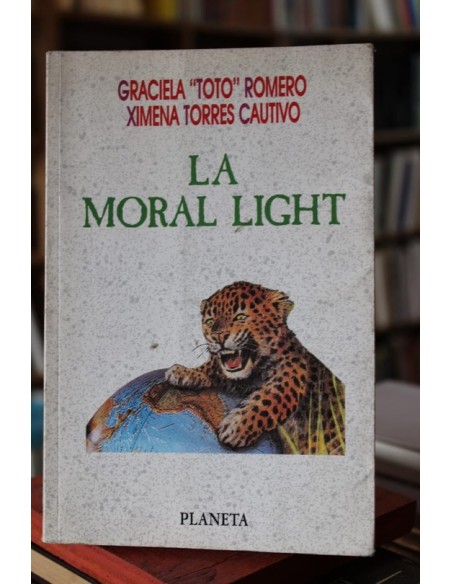 GRACIELA "TOTO" ROMERO
XIMENA TORRES CAUTIVO
LA
MORAL LIGHT
PLANETA